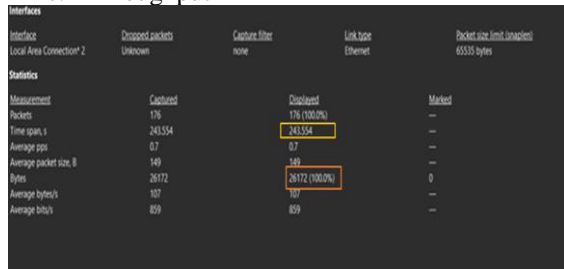 Interfaces
Interface Dropped packets Capture filter Link type Packet size limit (snaplen)
Local Area Connection* 2 Unknown none Ethernet 65535 bytes
Statistics
Measurement Captured Displayed Marked
Packets 176 176 (100.0%) —
Time span, s 243.554 243.554 —
Average pps 0.7 0.7 —
Average packet size, B 149 149 —
Bytes 26172 26172 (100.0%) 0
Average bytes/s 107 107 —
Average bits/s 859 859 —